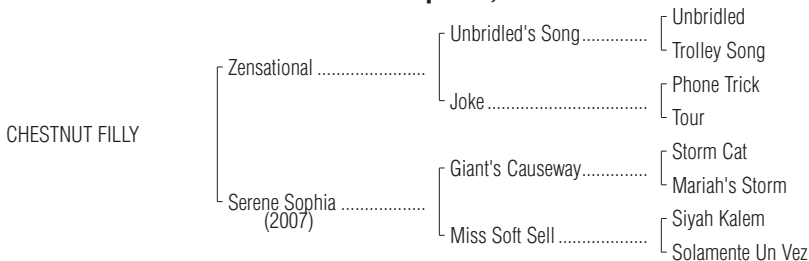 Unbridled
Unbridled's Song..............
Trolley Song
Zensational .......................
Phone Trick
Joke..................................
Tour
CHESTNUT FILLY
Storm Cat
Giant's Causeway..............
Mariah's Storm
Serene Sophia ..................
(2007)
Siyah Kalem
Miss Soft Sell ...................
Solamente Un Vez